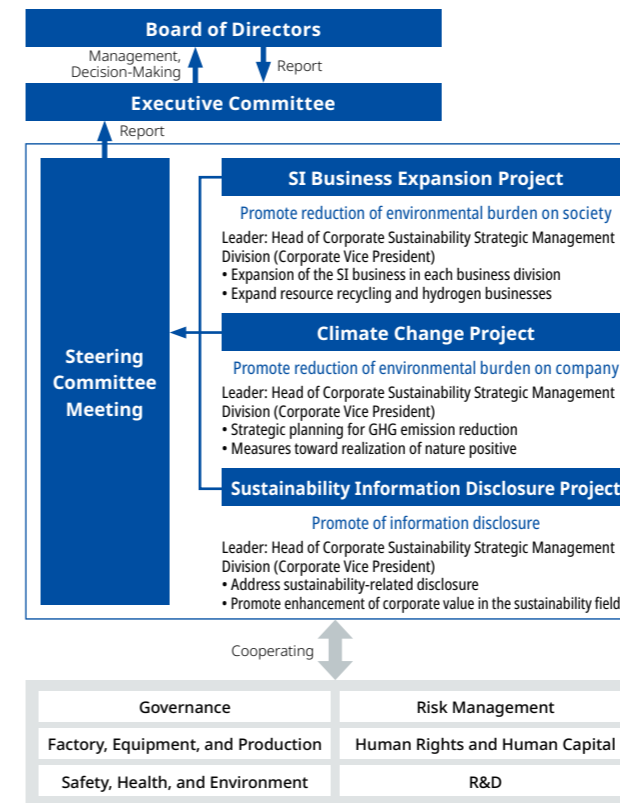 Board of Directors
Management,
Decision-Making
Report
Executive Committee
Report
Steering
Committee
Meeting
SI Business Expansion Project
Promote reduction of environmental burden on society
Leader: Head of Corporate Sustainability Strategic Management
Division (Corporate Vice President)
• Expansion of the SI business in each business division
• Expand resource recycling and hydrogen businesses
Climate Change Project
Promote reduction of environmental burden on company
Leader: Head of Corporate Sustainability Strategic Management
Division (Corporate Vice President)
• Strategic planning for GHG emission reduction
• Measures toward realization of nature positive
Sustainability Information Disclosure Project
Promote of information disclosure
Leader: Head of Corporate Sustainability Strategic Management
Division (Corporate Vice President)
• Address sustainability-related disclosure
• Promote enhancement of corporate value in the sustainability field
Cooperating
Governance
Risk Management
Factory, Equipment, and Production
Human Rights and Human Capital
Safety, Health, and Environment
R&D